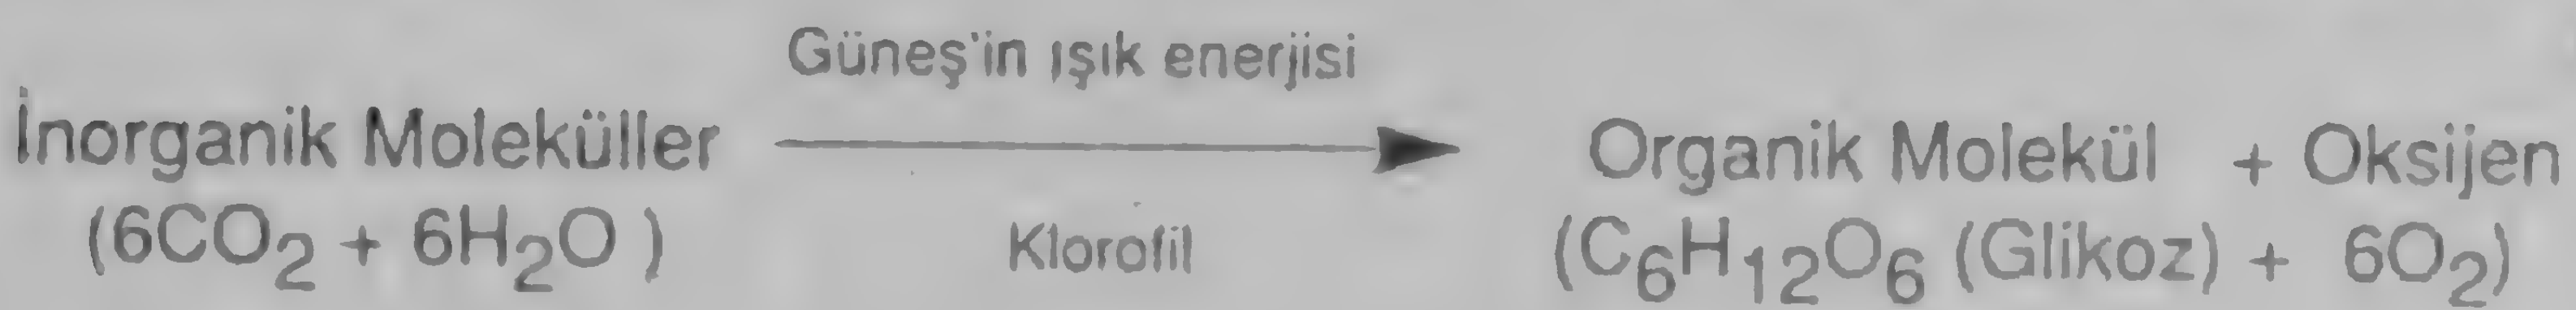 Güneş'in ışık enerjisi
İnorganik Moleküller Organik Molekül + Oksijen
(6CO₂ + 6H₂O ) Klorofil (C₆H₁₂O₆ (Glikoz) + 6O₂)